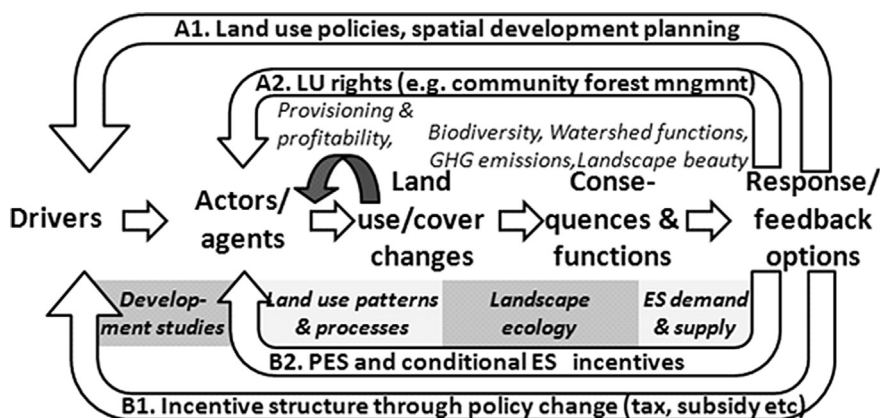 A1. Land use policies, spatial development planning
A2. LU rights (e.g. community forest mngmnt)
Provisioning &
profitability,
Biodiversity, Watershed functions,
GHG emissions,Landscape beauty
Drivers
Actors/
agents
Land
use/cover
changes
Conse-
quences &
functions
Response/
feedback
options
Develop-
ment studies
Land use patterns
& processes
Landscape
ecology
ES demand
& supply
B2. PES and conditional ES incentives
B1. Incentive structure through policy change (tax, subsidy etc)